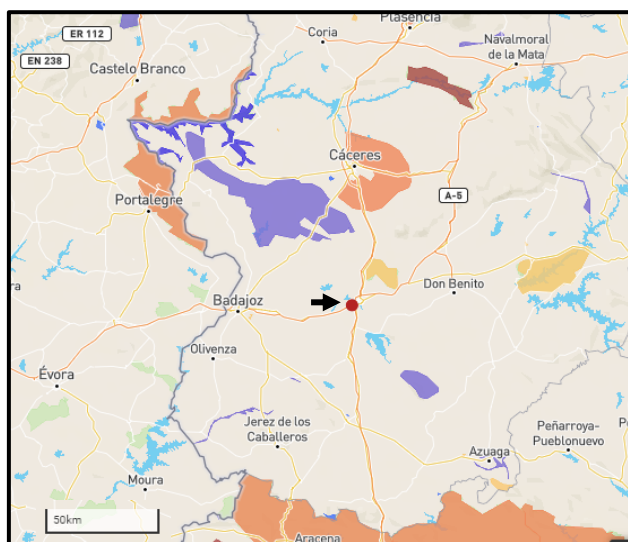 ER 112
Plasencia
Coria
Navalmoral
de la Mata
EN 238
Castelo Branco
Cáceres
A-5
Portalegre
Don Benito
Badajoz
Olivenza
Évora
Jerez de los
Caballeros
Peñarroya-
Pueblonuevo
Azuaga
Moura
50km
Aracena